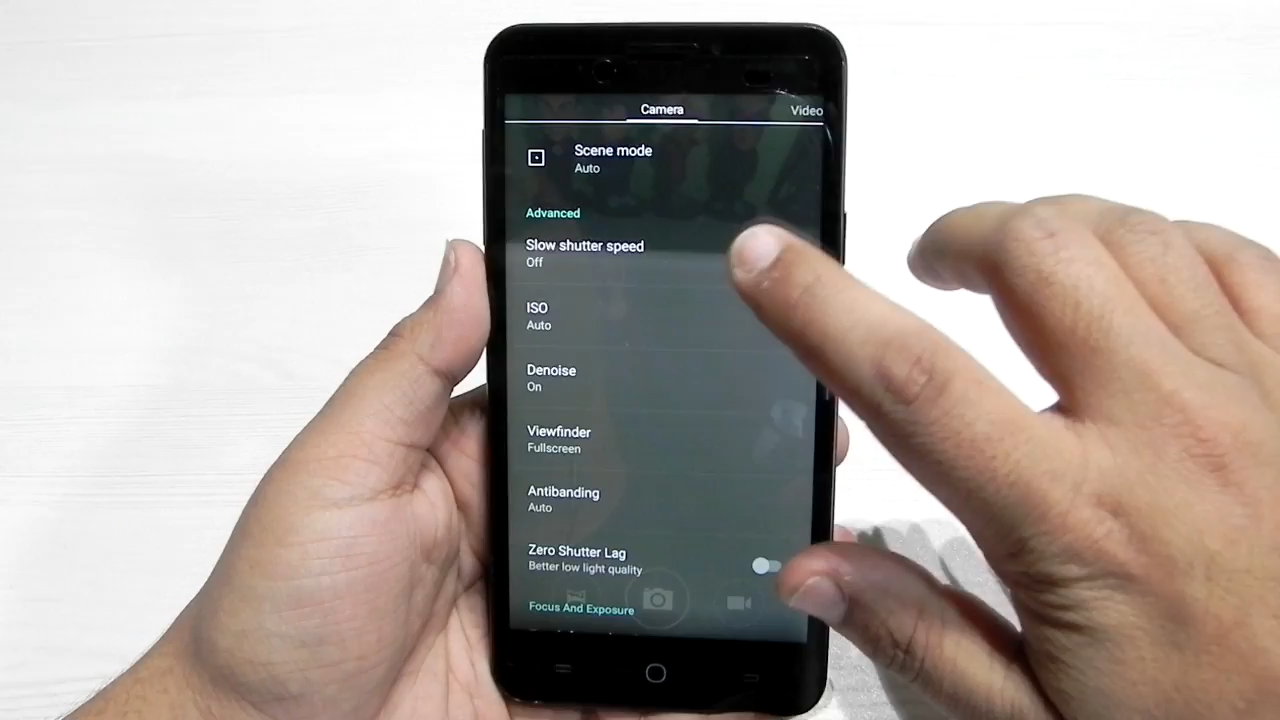 Camera
Video
Scene mode
Auto
Advanced
Slow shutter speed
Off
ISO
Auto
Denoise
On
Viewfinder
Fullscreen
Antibanding
Auto
Zero Shutter Lag
Better low light quality
Focus And Exposure